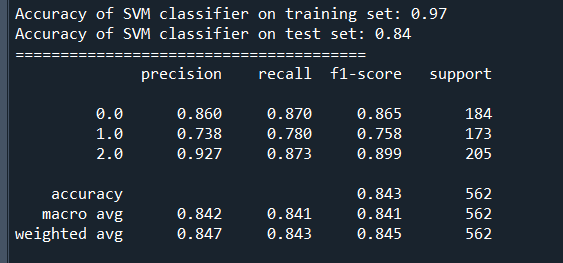 Accuracy of SVM classifier on training set: 0.97
Accuracy of SVM classifier on test set: 0.84
=======================================
precision recall f1-score support
0.0 0.860 0.870 0.865 184
1.0 0.738 0.780 0.758 173
2.0 0.927 0.873 0.899 205
accuracy 0.843 562
macro avg 0.842 0.841 0.841 562
weighted avg 0.847 0.843 0.845 562